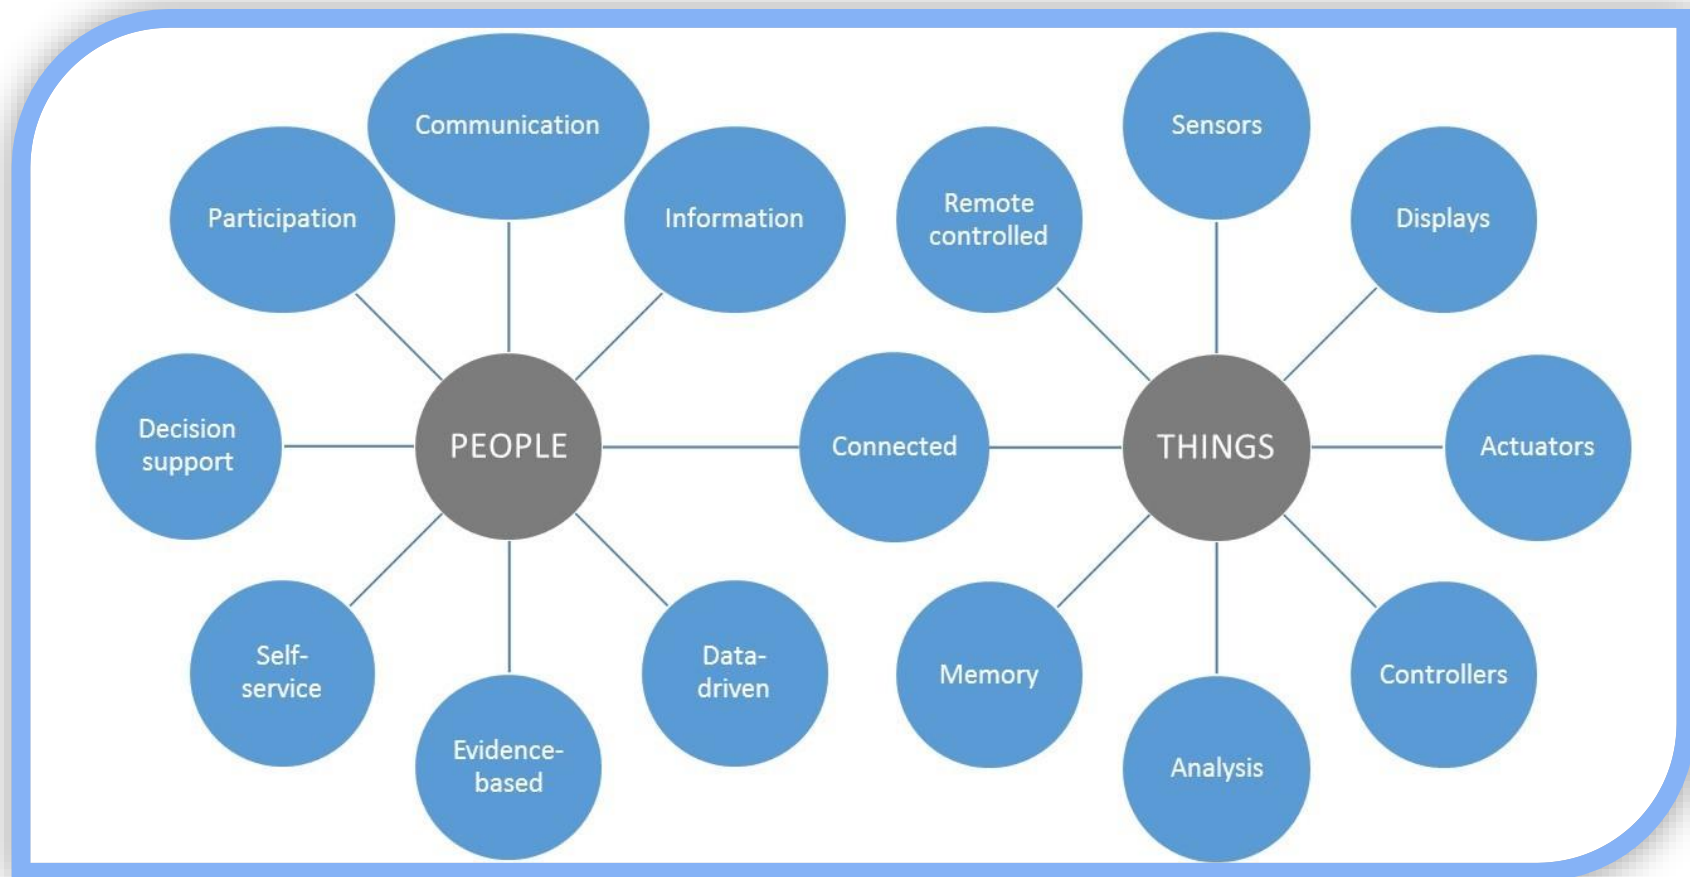 Communication
Participation
Information
Decision
support
PEOPLE
Self-
service
Evidence-
based
Data-
driven
Connected
Sensors
Remote
controlled
Displays
THINGS
Actuators
Memory
Controllers
Analysis